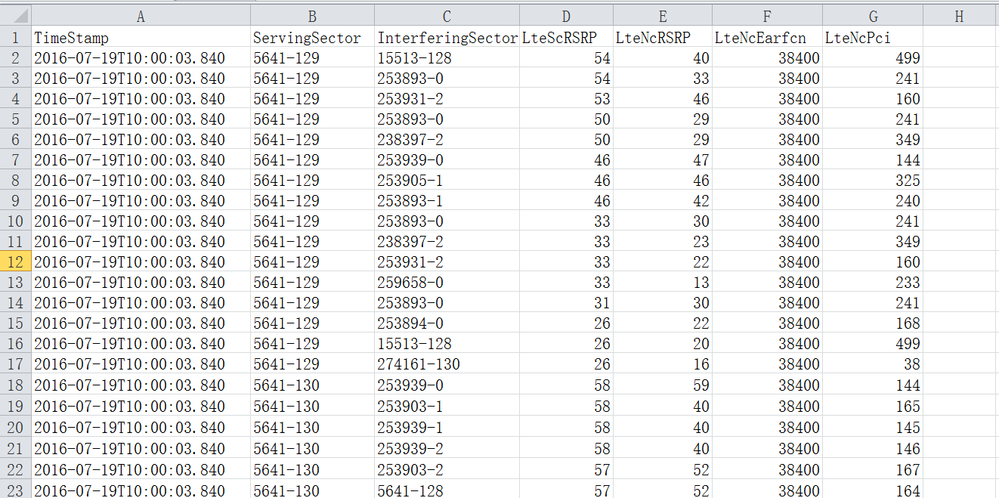 A B C D E F G H
1 TimeStamp ServingSector InterferingSector LteScRSRP LteNcRSRP LteNcEarfcn LteNcPci
2 2016-07-19T10:00:03.840 5641-129 15513-128 54 40 38400 499
3 2016-07-19T10:00:03.840 5641-129 253893-0 54 33 38400 241
4 2016-07-19T10:00:03.840 5641-129 253931-2 53 46 38400 160
5 2016-07-19T10:00:03.840 5641-129 253893-0 50 29 38400 241
6 2016-07-19T10:00:03.840 5641-129 238397-2 50 29 38400 349
7 2016-07-19T10:00:03.840 5641-129 253939-0 46 47 38400 144
8 2016-07-19T10:00:03.840 5641-129 253905-1 46 46 38400 325
9 2016-07-19T10:00:03.840 5641-129 253893-1 46 42 38400 240
10 2016-07-19T10:00:03.840 5641-129 253893-0 33 30 38400 241
11 2016-07-19T10:00:03.840 5641-129 238397-2 33 23 38400 349
12 2016-07-19T10:00:03.840 5641-129 253931-2 33 22 38400 160
13 2016-07-19T10:00:03.840 5641-129 259658-0 33 13 38400 233
14 2016-07-19T10:00:03.840 5641-129 253893-0 31 30 38400 241
15 2016-07-19T10:00:03.840 5641-129 253894-0 26 22 38400 168
16 2016-07-19T10:00:03.840 5641-129 15513-128 26 20 38400 499
17 2016-07-19T10:00:03.840 5641-129 274161-130 26 16 38400 38
18 2016-07-19T10:00:03.840 5641-130 253939-0 58 59 38400 144
19 2016-07-19T10:00:03.840 5641-130 253903-1 58 40 38400 165
20 2016-07-19T10:00:03.840 5641-130 253939-1 58 40 38400 145
21 2016-07-19T10:00:03.840 5641-130 253939-2 58 40 38400 146
22 2016-07-19T10:00:03.840 5641-130 253903-2 57 52 38400 167
23 2016-07-19T10:00:03.840 5641-130 5641-128 57 52 38400 164